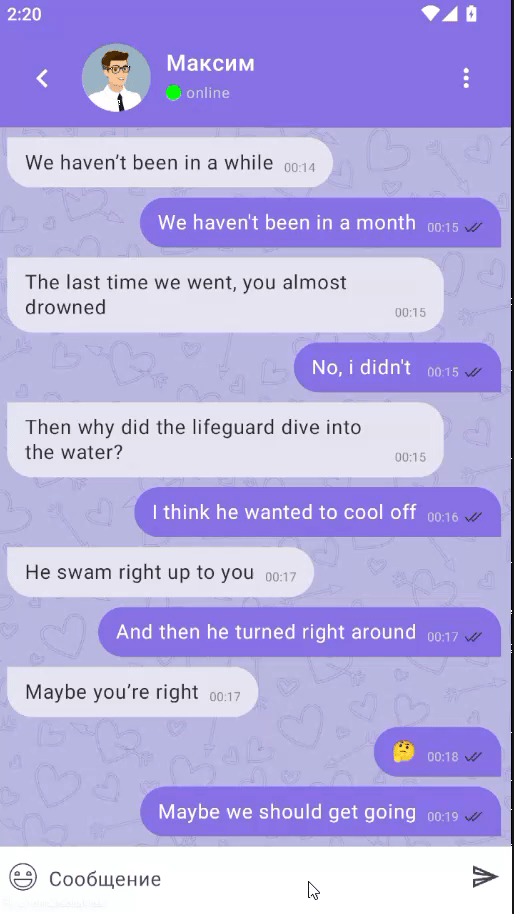 2:20
Максим
online
We haven’t been in a while 00:14
We haven't been in a month 00:15
The last time we went, you almost
drowned 00:15
No, i didn't 00:15
Then why did the lifeguard dive into
the water? 00:15
I think he wanted to cool off 00:16
He swam right up to you 00:17
And then he turned right around 00:17
Maybe you’re right 00:17
🤔 00:18
Maybe we should get going 00:19
Сообщение